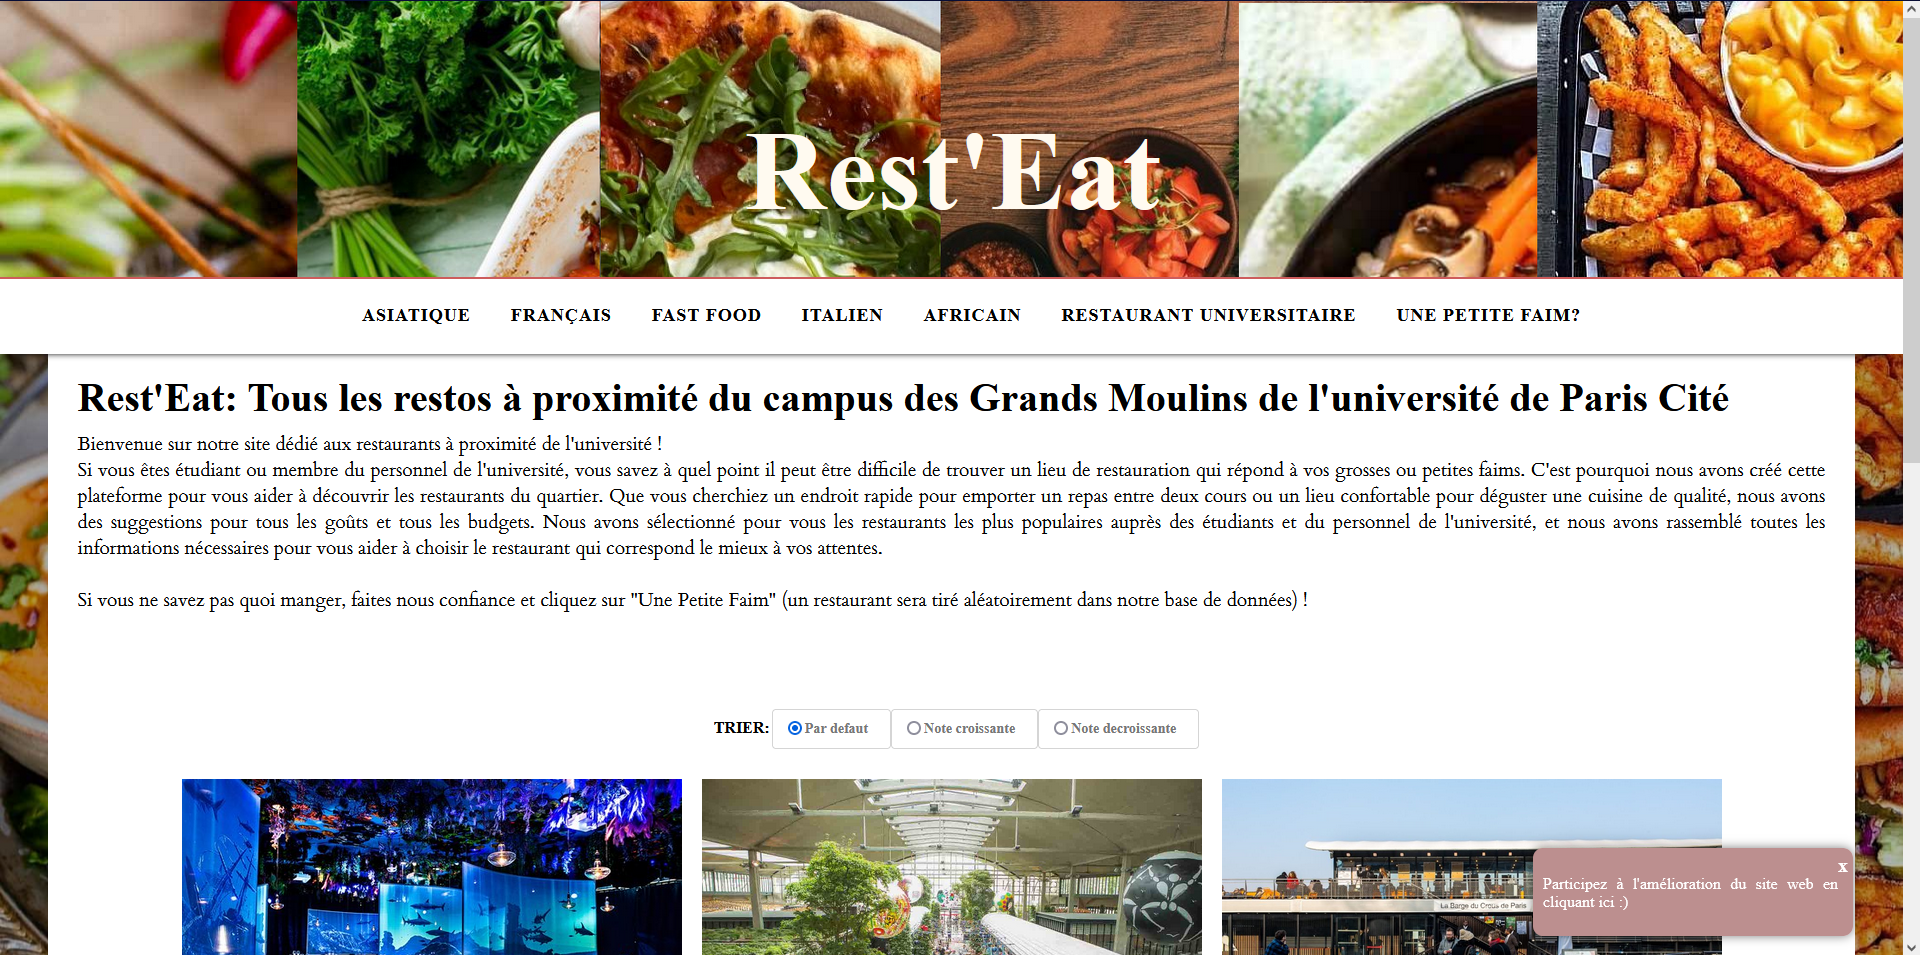 Rest'Eat
ASIATIQUE FRANÇAIS FAST FOOD ITALIEN AFRICAIN RESTAURANT UNIVERSITAIRE UNE PETITE FAIM?
Rest'Eat: Tous les restos à proximité du campus des Grands Moulins de l'université de Paris Cité
Bienvenue sur notre site dédié aux restaurants à proximité de l'université !
Si vous êtes étudiant ou membre du personnel de l'université, vous savez à quel point il peut être difficile de trouver un lieu de restauration qui répond à vos grosses ou petites faims. C'est pourquoi nous avons créé cette
plateforme pour vous aider à découvrir les restaurants du quartier. Que vous cherchiez un endroit rapide pour emporter un repas entre deux cours ou un lieu confortable pour déguster une cuisine de qualité, nous avons
des suggestions pour tous les goûts et tous les budgets. Nous avons sélectionné pour vous les restaurants les plus populaires auprès des étudiants et du personnel de l'université, et nous avons rassemblé toutes les
informations nécessaires pour vous aider à choisir le restaurant qui correspond le mieux à vos attentes.
Si vous ne savez pas quoi manger, faites nous confiance et cliquez sur "Une Petite Faim" (un restaurant sera tiré aléatoirement dans notre base de données) !
TRIER: Par defaut Note croissante Note decroissante
x
Participez à l'amélioration du site web en
cliquant ici :)
La Barge du Crous de Paris